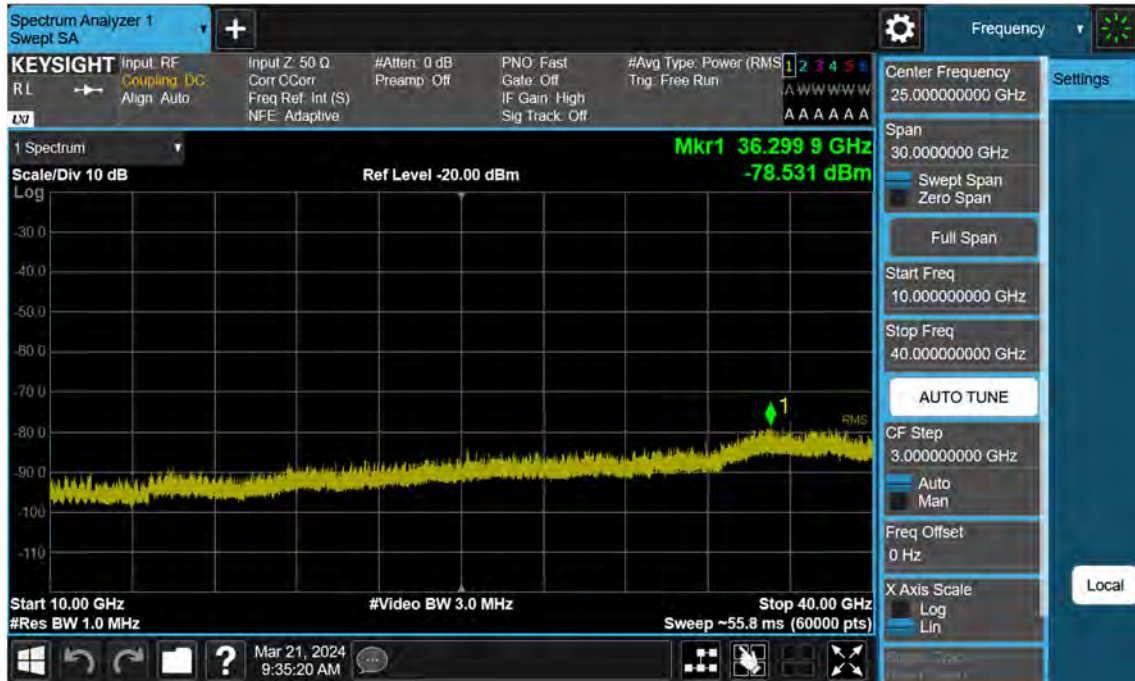 Spectrum Analyzer 1
Swept SA
Frequency
KEYSIGHT
R L
LXI
Input: RF
Coupling: DC
Align: Auto
Input Z: 50 Ω
Corr CCorr
Freq Ref: Int (S)
NFE: Adaptive
#Atten: 0 dB
Preamp: Off
PNO: Fast
Gate: Off
IF Gain: High
Sig Track: Off
#Avg Type: Power (RMS
Trig: Free Run
1 2 3 4 5 6
A W W W W W
A A A A A A
Center Frequency
25.000000000 GHz
Settings
Span
30.0000000 GHz
Swept Span
Zero Span
Full Span
Start Freq
10.000000000 GHz
Stop Freq
40.000000000 GHz
AUTO TUNE
CF Step
3.000000000 GHz
Auto
Man
Freq Offset
0 Hz
X Axis Scale
Log
Lin
Local
1 Spectrum
Scale/Div 10 dB
Ref Level -20.00 dBm
Mkr1 36.299 9 GHz
-78.531 dBm
Log
-30.0
-40.0
-50.0
-60.0
-70.0
-80.0
-90.0
-100
-110
1
RMS
Start 10.00 GHz
#Video BW 3.0 MHz
Stop 40.00 GHz
#Res BW 1.0 MHz
Sweep ~55.8 ms (60000 pts)
?
Mar 21, 2024
9:35:20 AM